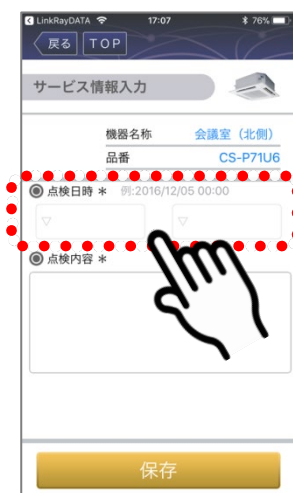 LinkRayDATA 17:07 76%
戻る TOP
サービス情報入力
機器名称 会議室（北側）
品番 CS-P71U6
点検日時 * 例:2016/12/05 00:00
▽ ▽
点検内容 *
保存